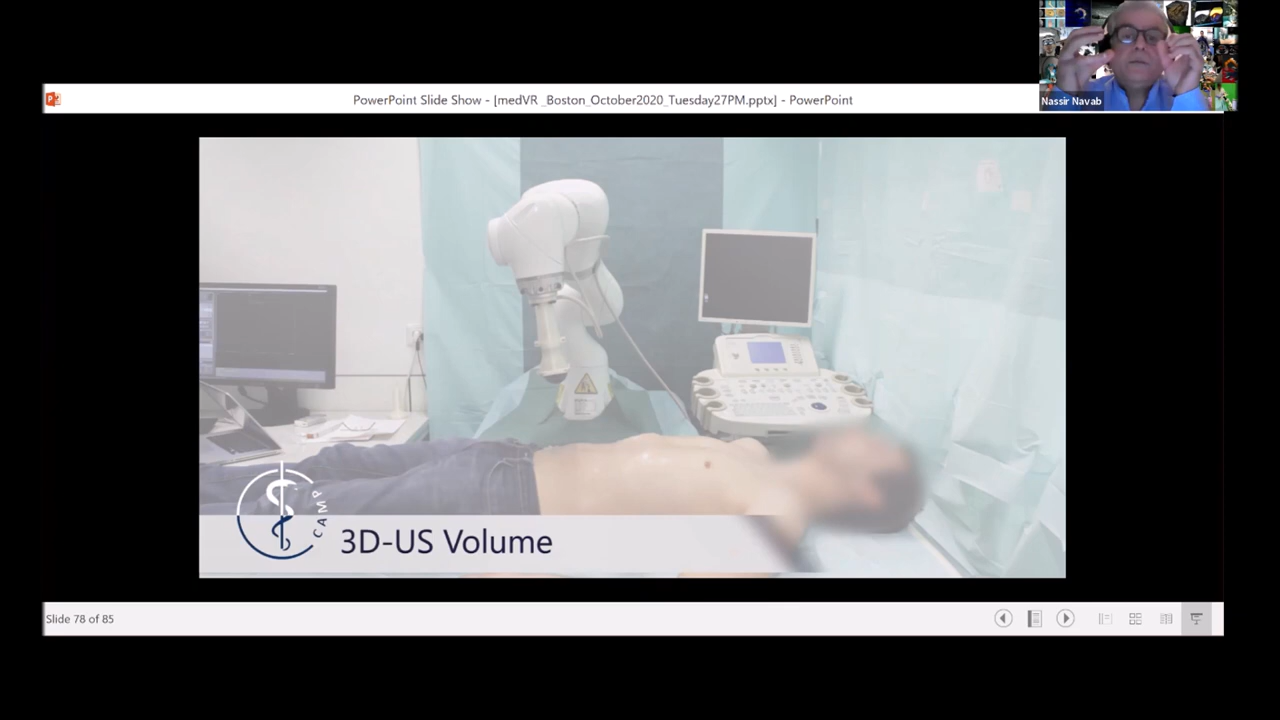 Nassir Navab
PowerPoint Slide Show - [medVR _Boston_October2020_Tuesday27PM.pptx] - PowerPoint
CAMP
3D-US Volume
Slide 78 of 85